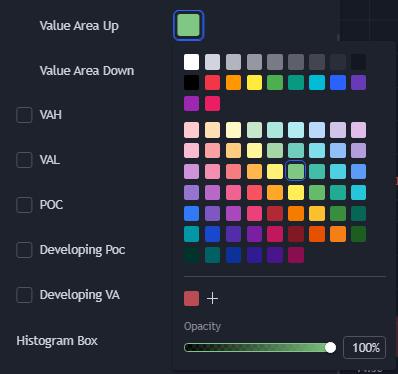 Value Area Up
Value Area Down
VAH
VAL
POC
Developing Poc
Developing VA
Histogram Box
Opacity
100%